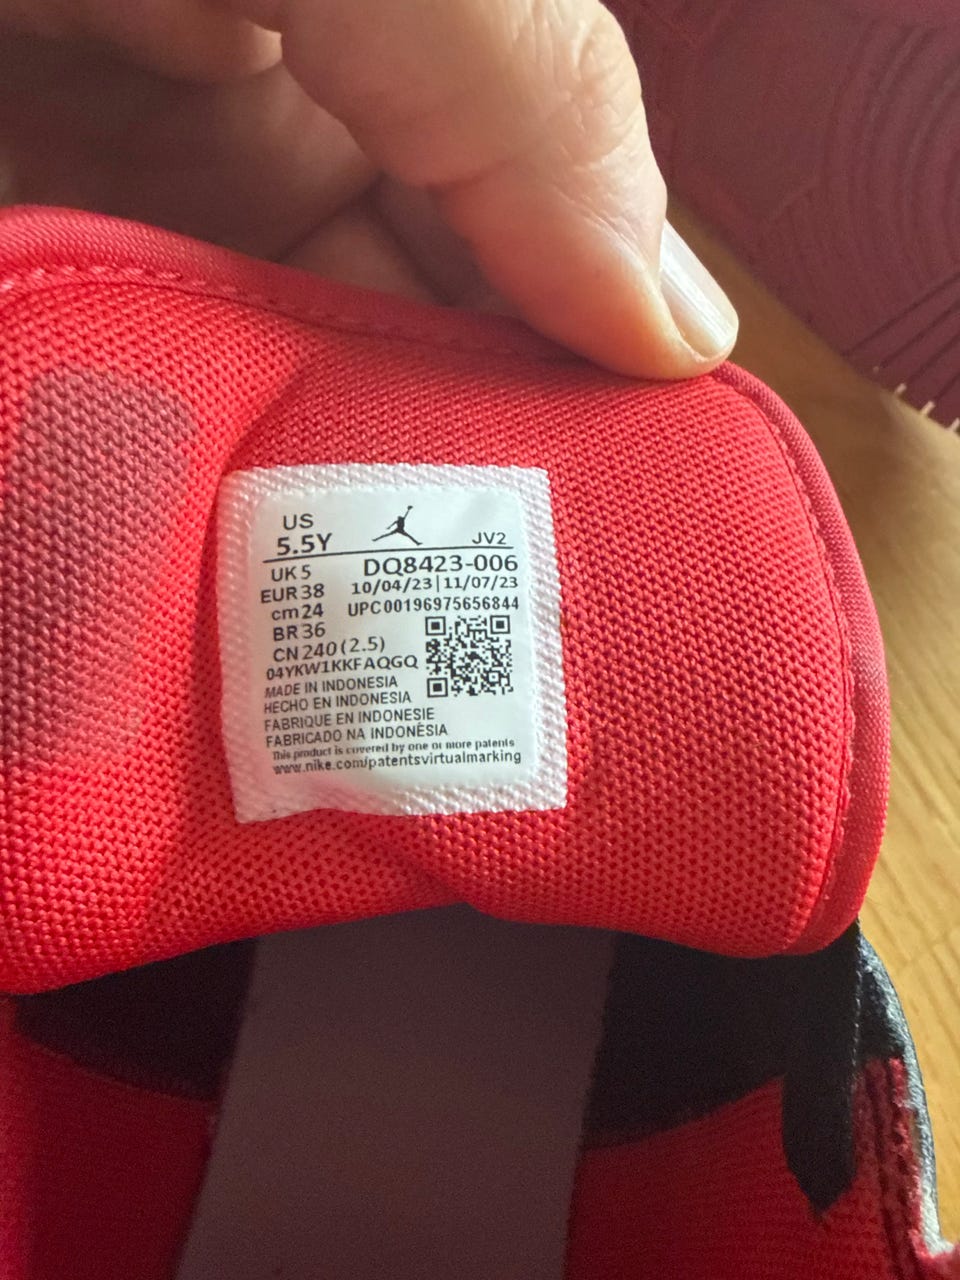 US
5.5Y JV2
UK 5 DQ8423-006
EUR 38 10/04/23|11/07/23
cm 24 UPC00196975656844
BR 36
CN 240 (2.5)
04YKW1KKFAQGQ
MADE IN INDONESIA
HECHO EN INDONESIA
FABRIQUE EN INDONESIE
FABRICADO NA INDONÉSIA
This product is covered by one or more patents
www.nike.com/patentsvirtualmarking